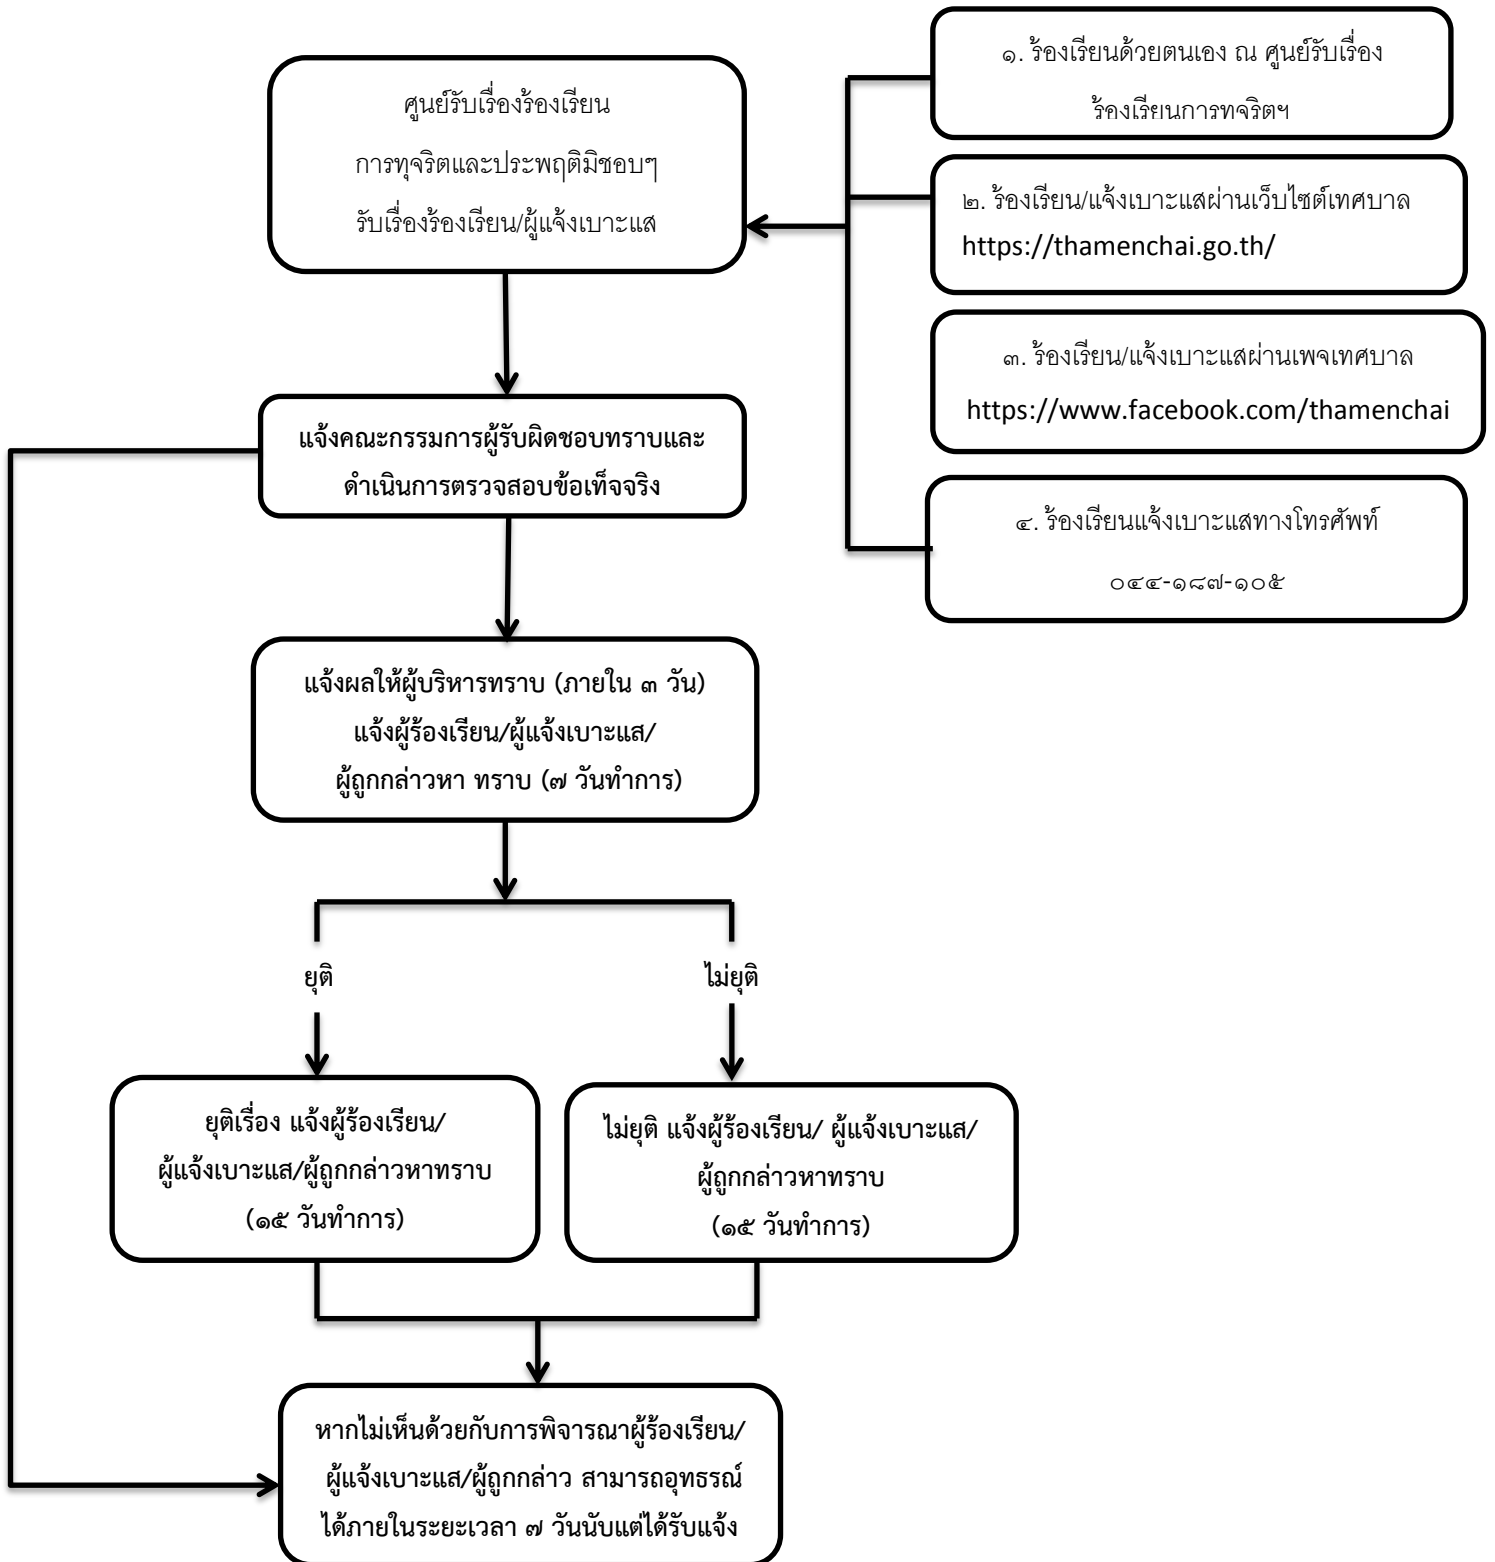 ศูนย์รับเรื่องร้องเรียน
การทุจริตและประพฤติมิชอบๆ
รับเรื่องร้องเรียน/ผู้แจ้งเบาะแส
๑. ร้องเรียนด้วยตนเอง ณ ศูนย์รับเรื่อง
ร้องเรียนการทจริตฯ
๒. ร้องเรียน/แจ้งเบาะแสผ่านเว็บไซต์เทศบาล
https://thamenchai.go.th/
๓. ร้องเรียน/แจ้งเบาะแสผ่านเพจเทศบาล
https://www.facebook.com/thamenchai
๔. ร้องเรียนแจ้งเบาะแสทางโทรศัพท์
๐๔๔-๑๘๗-๑๐๕
แจ้งคณะกรรมการผู้รับผิดชอบทราบและ
ดำเนินการตรวจสอบข้อเท็จจริง
แจ้งผลให้ผู้บริหารทราบ (ภายใน ๓ วัน)
แจ้งผู้ร้องเรียน/ผู้แจ้งเบาะแส/
ผู้ถูกกล่าวหา ทราบ (๗ วันทำการ)
ยุติ
ไม่ยุติ
ยุติเรื่อง แจ้งผู้ร้องเรียน/
ผู้แจ้งเบาะแส/ผู้ถูกกล่าวหาทราบ
(๑๕ วันทำการ)
ไม่ยุติ แจ้งผู้ร้องเรียน/ ผู้แจ้งเบาะแส/
ผู้ถูกกล่าวหาทราบ
(๑๕ วันทำการ)
หากไม่เห็นด้วยกับการพิจารณาผู้ร้องเรียน/
ผู้แจ้งเบาะแส/ผู้ถูกกล่าว สามารถอุทธรณ์
ได้ภายในระยะเวลา ๗ วันนับแต่ได้รับแจ้ง